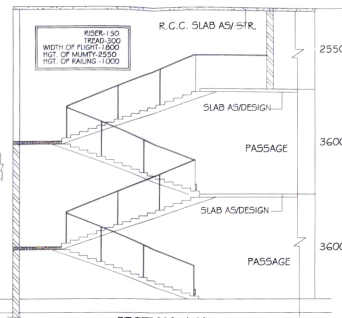 R.C.C. SLAB AS/ STR.
RISER-150
TREAD-300
WIDTH OF FLIGHT-1800
HGT. OF MUMTY-2550
HGT. OF RAILING -1000
2550
SLAB AS/DESIGN
PASSAGE
3600
SLAB AS/DESIGN
PASSAGE
3600